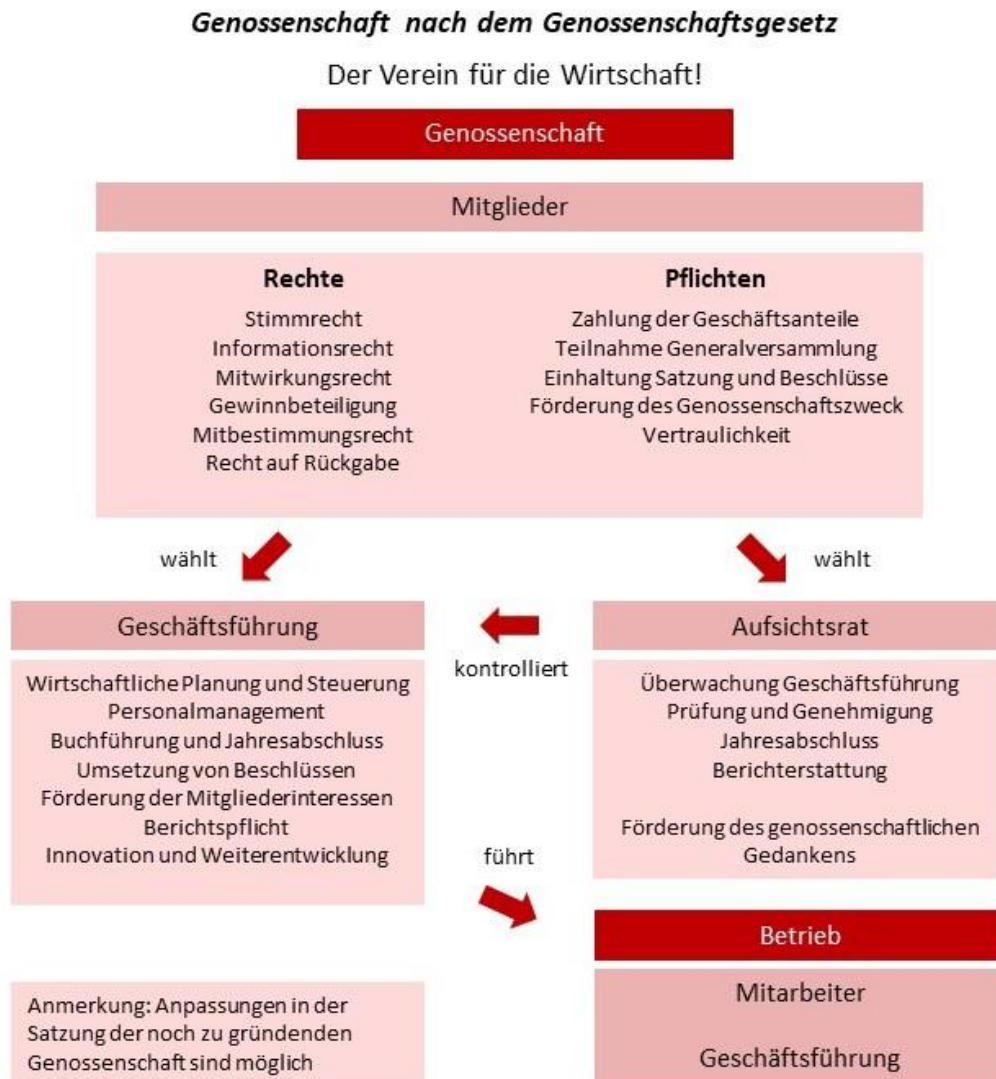 Genossenschaft nach dem Genossenschaftsgesetz
Der Verein für die Wirtschaft!
Genossenschaft
Mitglieder
Rechte
Stimmrecht
Informationsrecht
Mitwirkungsrecht
Gewinnbeteiligung
Mitbestimmungsrecht
Recht auf Rückgabe
Pflichten
Zahlung der Geschäftsanteile
Teilnahme Generalversammlung
Einhaltung Satzung und Beschlüsse
Förderung des Genossenschaftszweck
Vertraulichkeit
wählt
wählt
Geschäftsführung
Wirtschaftliche Planung und Steuerung
Personalmanagement
Buchführung und Jahresabschluss
Umsetzung von Beschlüssen
Förderung der Mitgliederinteressen
Berichtspflicht
Innovation und Weiterentwicklung
kontrolliert
Aufsichtsrat
Überwachung Geschäftsführung
Prüfung und Genehmigung
Jahresabschluss
Berichterstattung
Förderung des genossenschaftlichen
Gedankens
führt
Betrieb
Mitarbeiter
Geschäftsführung
Anmerkung: Anpassungen in der
Satzung der noch zu gründenden
Genossenschaft sind möglich